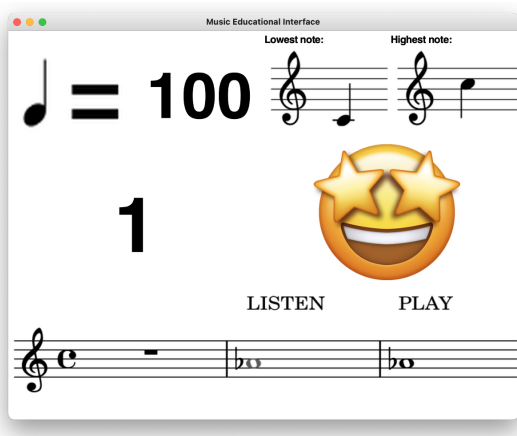 Music Educational Interface
Lowest note: Highest note:
= 100
1
LISTEN PLAY